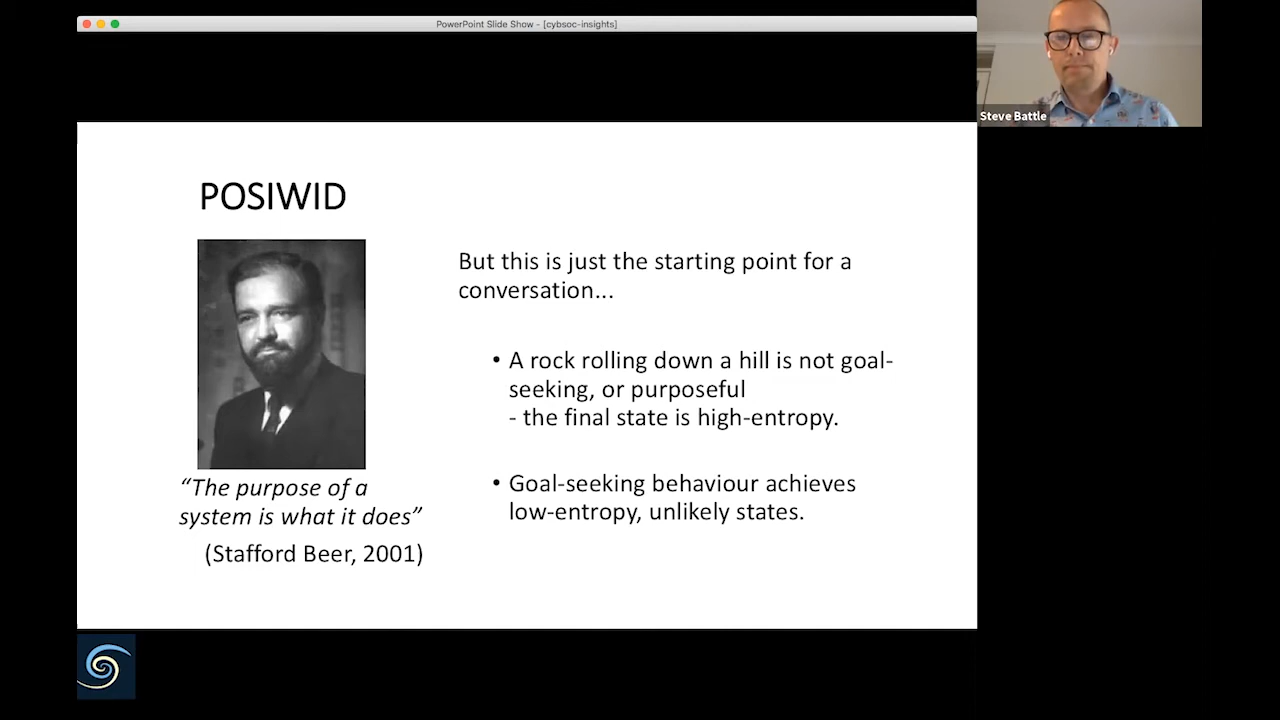 PowerPoint Slide Show - [cybsoc-insights]
Steve Battle
POSIWID
“The purpose of a
system is what it does”
(Stafford Beer, 2001)
But this is just the starting point for a
conversation...
• A rock rolling down a hill is not goal-
seeking, or purposeful
- the final state is high-entropy.
• Goal-seeking behaviour achieves
low-entropy, unlikely states.